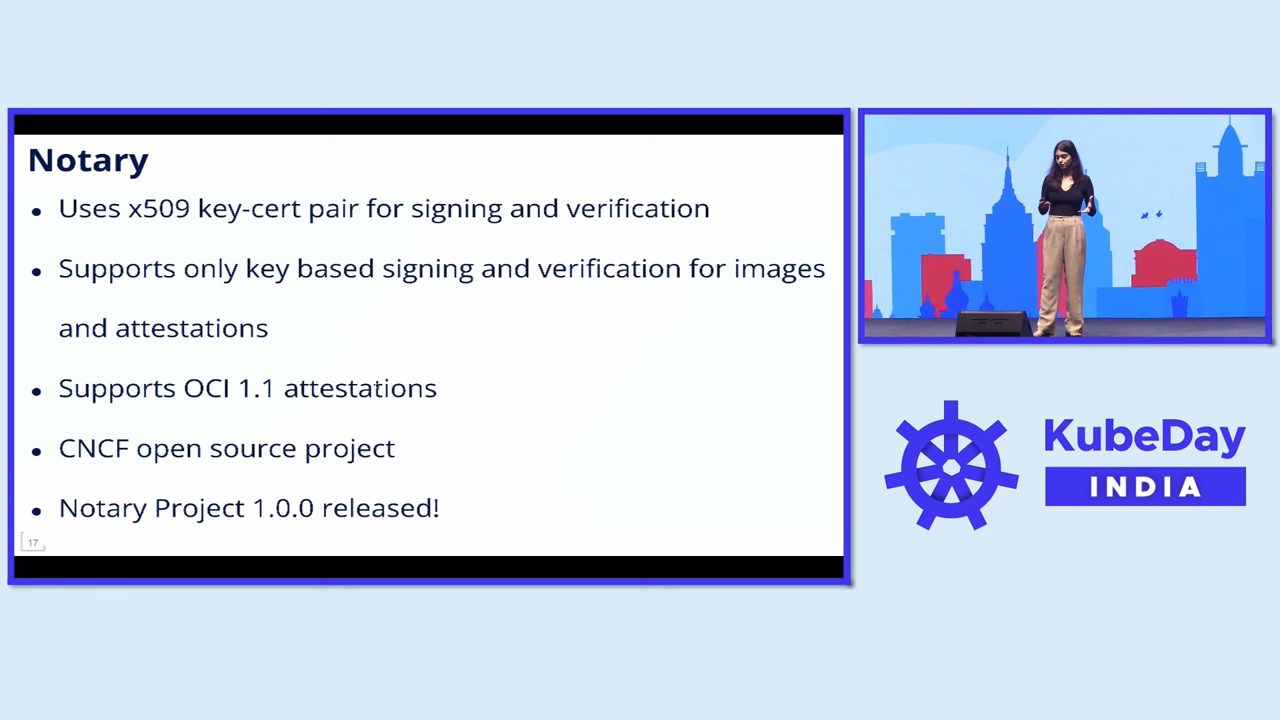 Notary
• Uses x509 key-cert pair for signing and verification
• Supports only key based signing and verification for images
and attestations
• Supports OCI 1.1 attestations
• CNCF open source project
• Notary Project 1.0.0 released!
17
KubeDay
INDIA